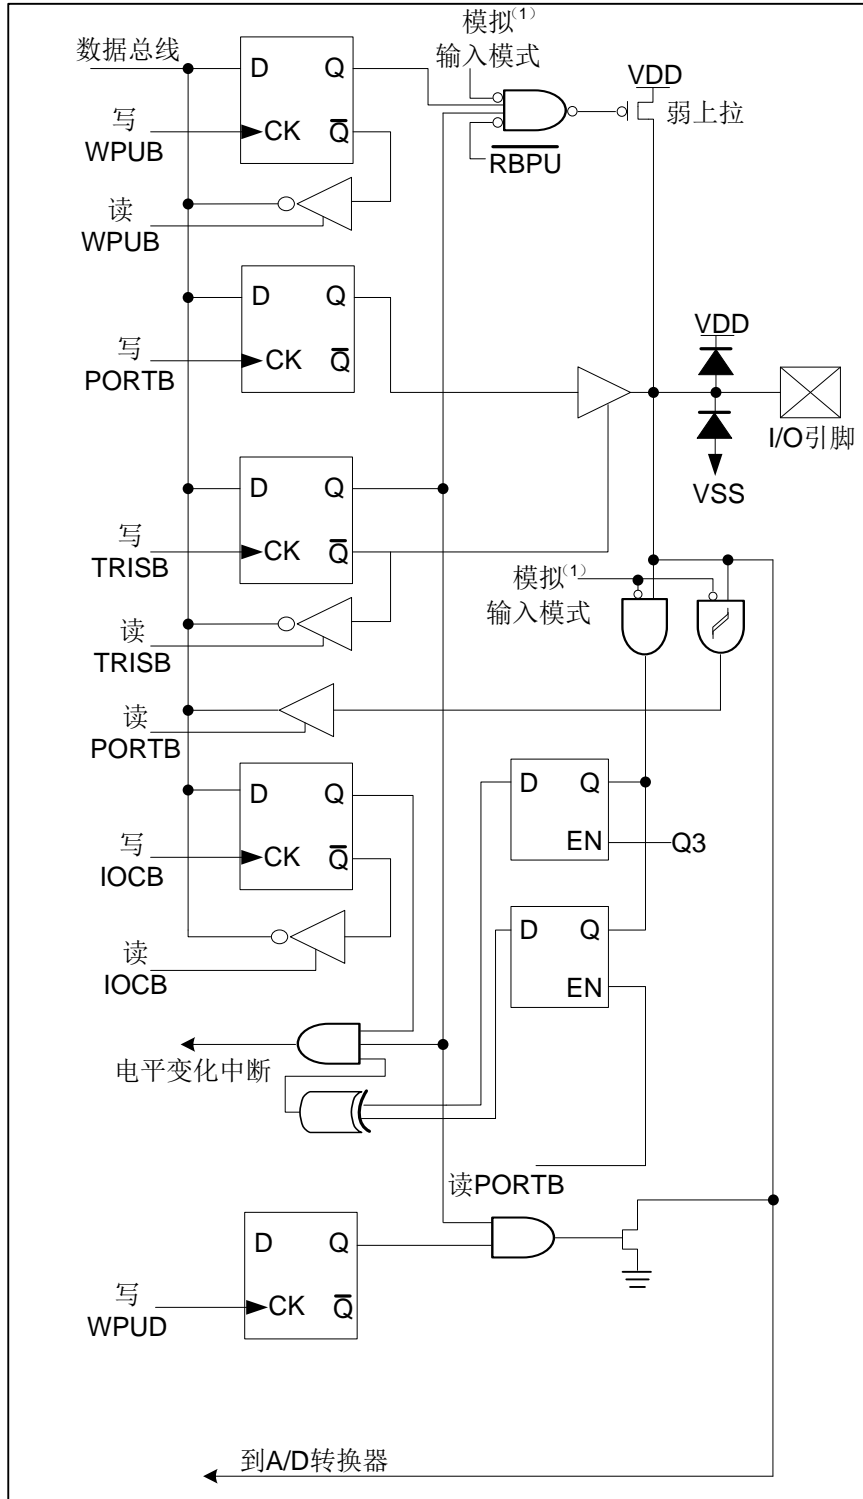 模拟(1)
输入模式
数据总线
D Q
写
WPUB
CK Q̅
VDD
弱上拉
R̅B̅P̅U̅
读
WPUB
D Q
写
PORTB
CK Q̅
VDD
I/O引脚
VSS
D Q
写
TRISB
CK Q̅
模拟(1)
输入模式
读
TRISB
读
PORTB
D Q
写
IOCB
CK Q̅
D Q
EN
Q3
读
IOCB
D Q
EN
电平变化中断
读PORTB
D Q
写
WPUD
CK Q̅
到A/D转换器